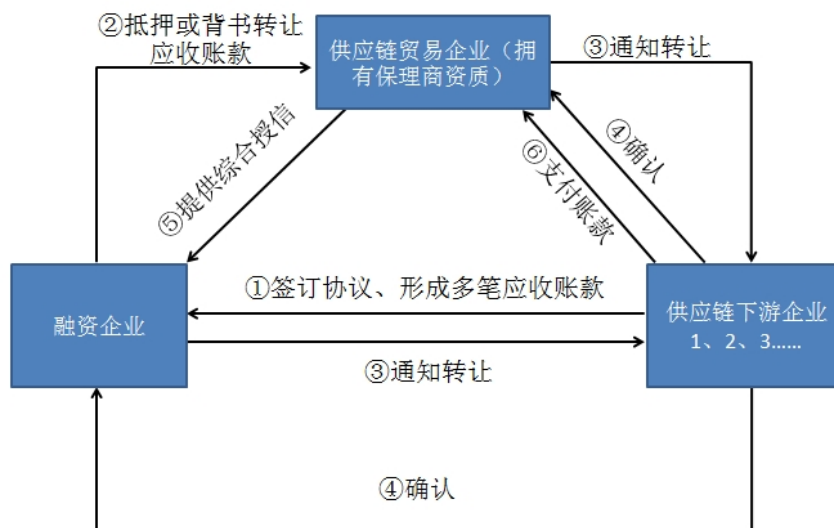 ②抵押或背书转让
应收账款
供应链贸易企业（拥
有保理商资质）
③通知转让
④确认
⑤提供综合授信
⑥支付账款
①签订协议、形成多笔应收账款
融资企业
供应链下游企业
1、2、3......
③通知转让
④确认